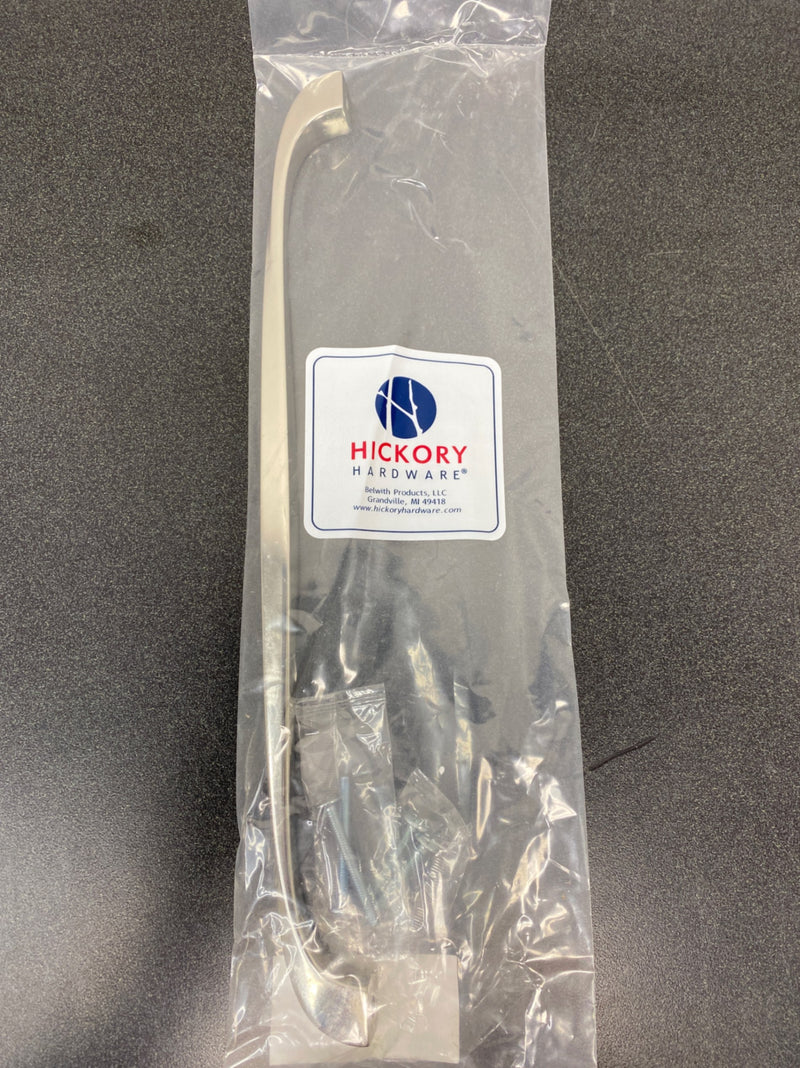 HICKORY
HARDWARE®
Belwith Products, LLC
Grandville, MI 49418
www.hickoryhardware.com